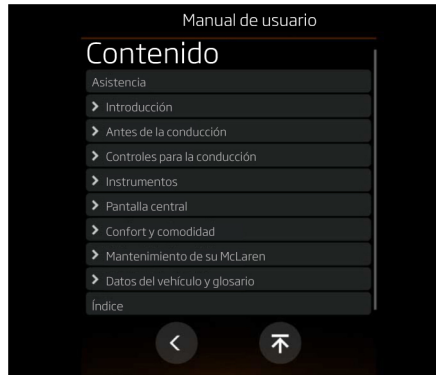 Manual de usuario
Contenido
Asistencia
Introducción
Antes de la conducción
Controles para la conducción
Instrumentos
Pantalla central
Confort y comodidad
Mantenimiento de su McLaren
Datos del vehículo y glosario
Índice